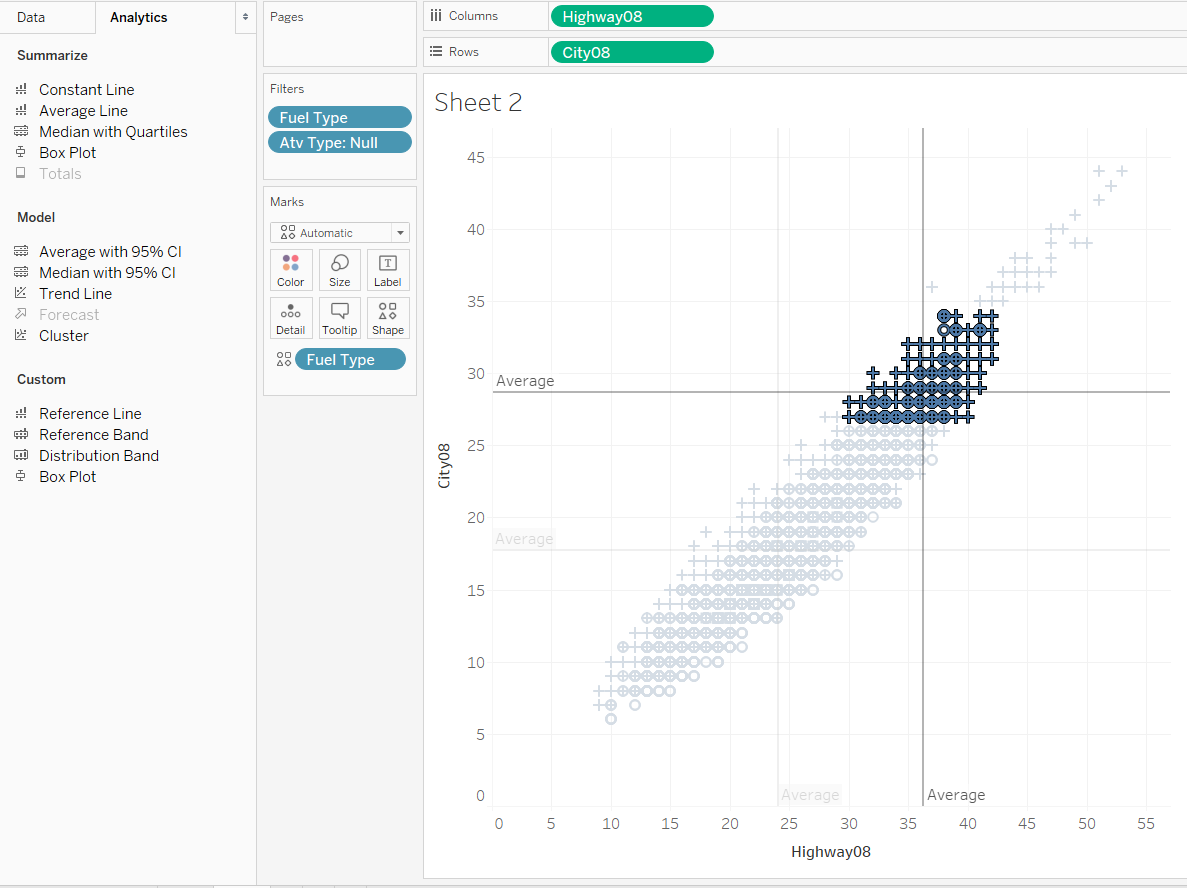 Data
Analytics
Summarize
Constant Line
Average Line
Median with Quartiles
Box Plot
Totals
Model
Average with 95% CI
Median with 95% CI
Trend Line
Forecast
Cluster
Custom
Reference Line
Reference Band
Distribution Band
Box Plot
Pages
Filters
Fuel Type
Atv Type: Null
Marks
Automatic
Color
Size
Label
Detail
Tooltip
Shape
Fuel Type
Columns
Highway08
Rows
City08
Sheet 2
45
40
35
30
25
20
15
10
5
0
City08
Average
Average
Average
Average
0 5 10 15 20 25 30 35 40 45 50 55
Highway08